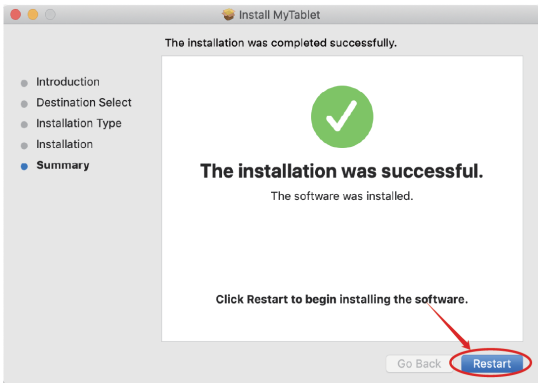 Install MyTablet
The installation was completed successfully.
Introduction
Destination Select
Installation Type
Installation
Summary
The installation was successful.
The software was installed.
Click Restart to begin installing the software.
Go Back
Restart